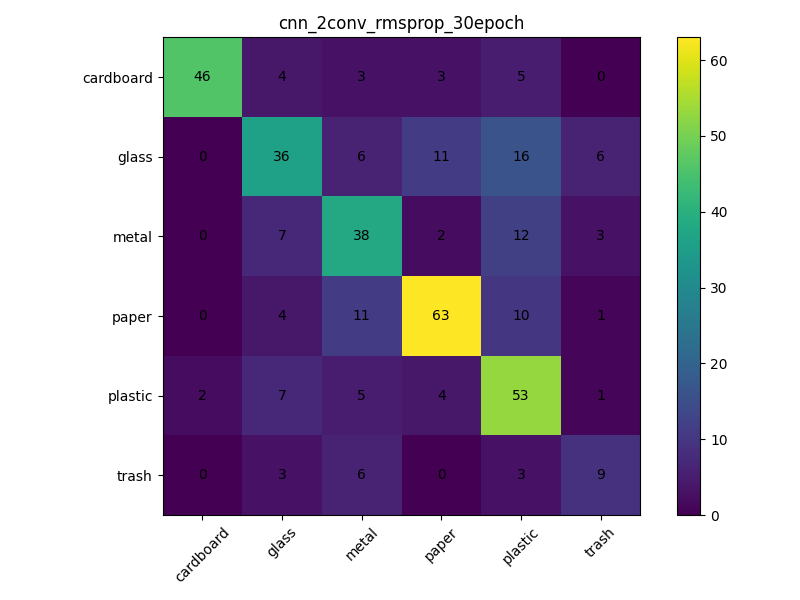 cnn_2conv_rmsprop_30epoch
cardboard 46 4 3 3 5 0 60
glass 0 36 6 11 16 6 50
metal 0 7 38 2 12 3 40
paper 0 4 11 63 10 1 30
plastic 2 7 5 4 53 1 20
trash 0 3 6 0 3 9 10
0
cardboard glass metal paper plastic trash